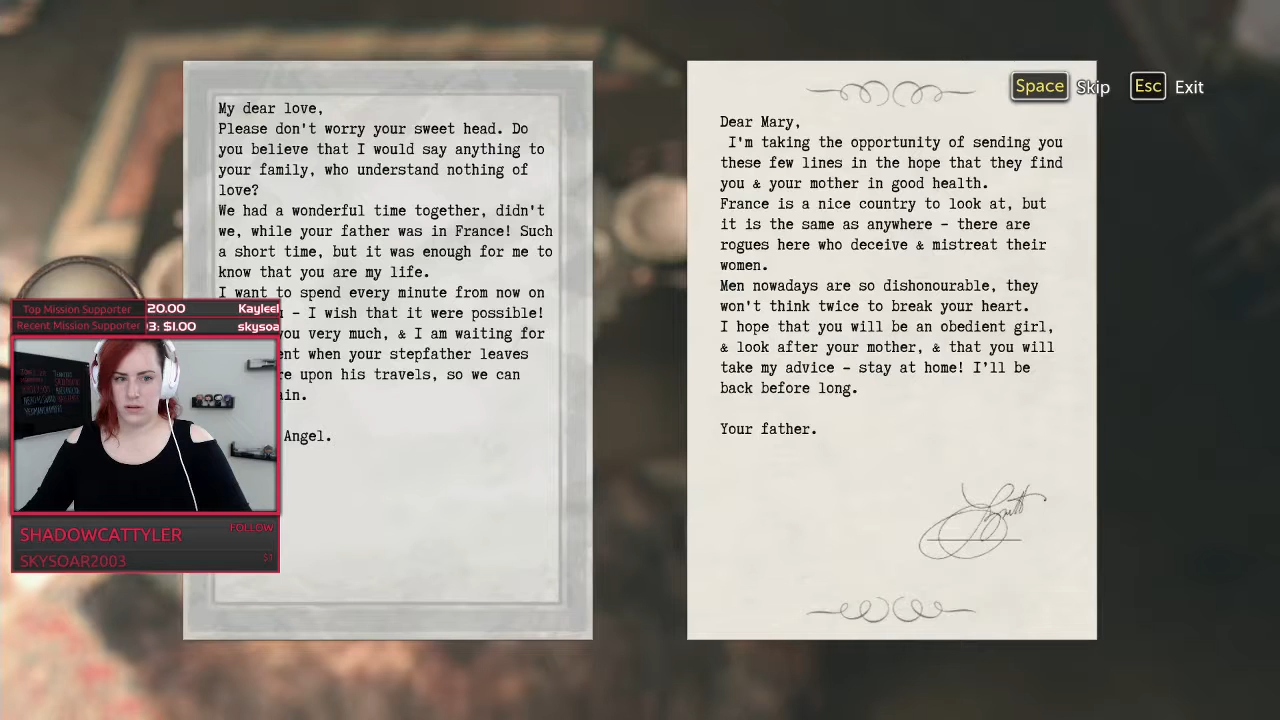 My dear love,
Please don't worry your sweet head. Do
you believe that I would say anything to
your family, who understand nothing of
love?
We had a wonderful time together, didn't
we, while your father was in France! Such
a short time, but it was enough for me to
know that you are my life.
I want to spend every minute from now on
- I wish that it were possible!
you very much, & I am waiting for
when your stepfather leaves
upon his travels, so we can
Angel.
Dear Mary,
I'm taking the opportunity of sending you
these few lines in the hope that they find
you & your mother in good health.
France is a nice country to look at, but
it is the same as anywhere - there are
rogues here who deceive & mistreat their
women.
Men nowadays are so dishonourable, they
won't think twice to break your heart.
I hope that you will be an obedient girl,
& look after your mother, & that you will
take my advice - stay at home! I'll be
back before long.
Your father.
Space Skip Esc Exit
Top Mission Supporter 20.00 Kayleel
Recent Mission Supporter 3: $1.00 skysoa
SHADOWCATTYLER FOLLOW
SKYSOAR2003 $1